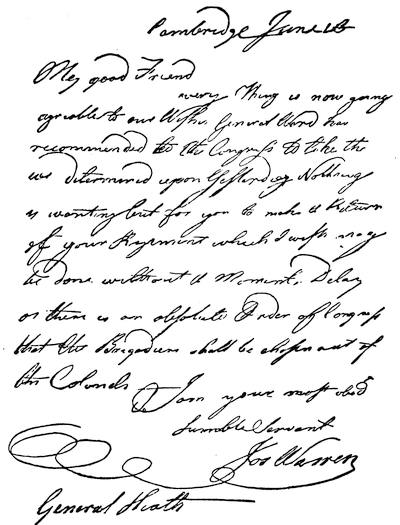 Cambridge June 16
My good Friend
every Thing is now going
agreable to our Wishes General Ward has
recommended to the Congress to take the
we determined upon Yesterday Nothing
is wanting but for you to make a Return
of your Regiment which I wish may
be done without a Moments Delay
as there is an absolute Order of Congress
that the Brigadiers shall be chosen out of
the Colonels
I am your most obed
humble Servant
Jos Warren
General Heath